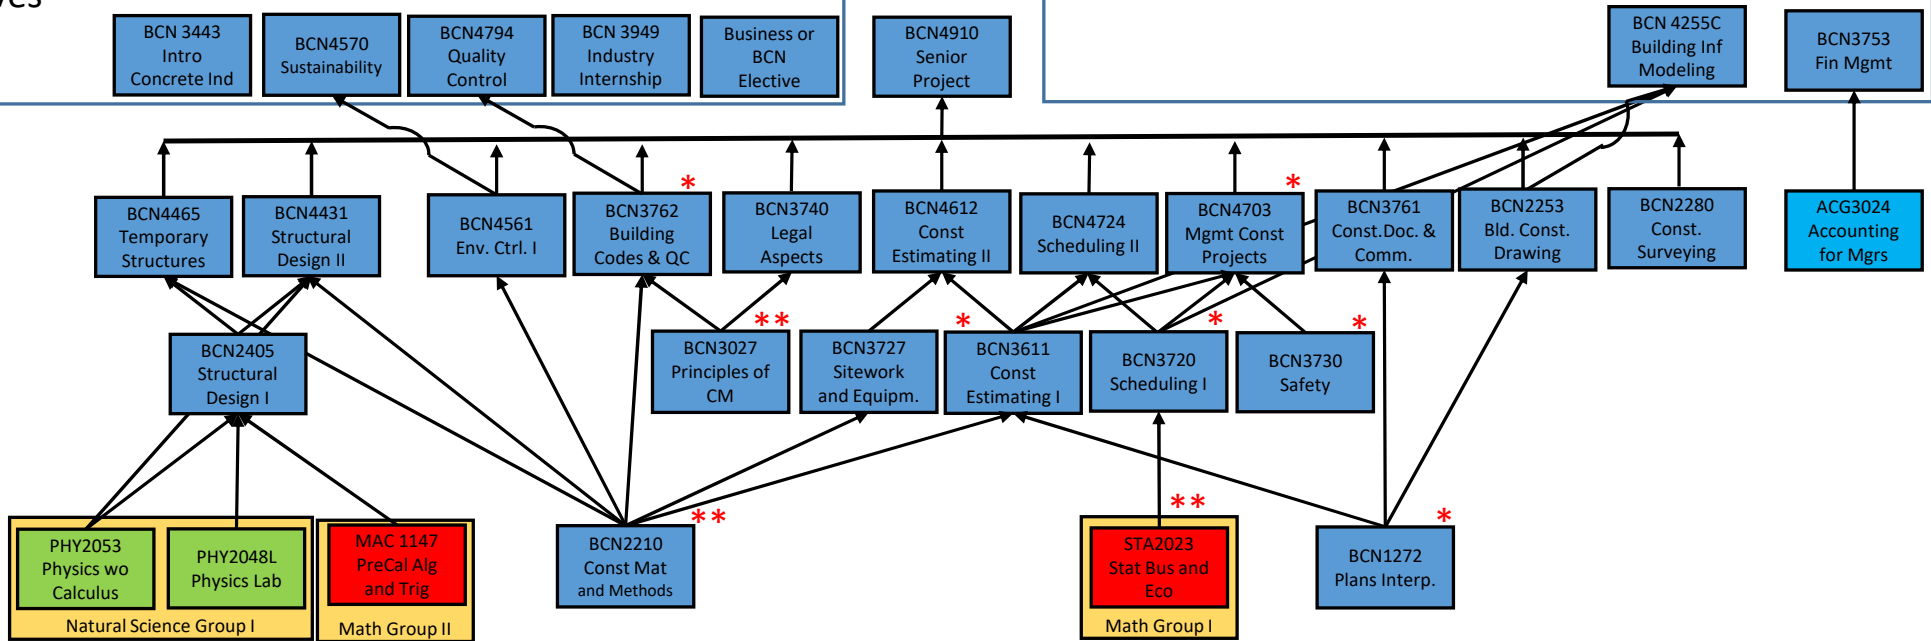 BCN 3443
Intro
Concrete Ind
BCN4570
Sustainability
BCN4794
Quality
Control
BCN 3949
Industry
Internship
Business or
BCN
Elective
BCN4910
Senior
Project
BCN 4255C
Building Inf
Modeling
BCN3753
Fin Mgmt
BCN4465
Temporary
Structures
BCN4431
Structural
Design II
BCN4561
Env. Ctrl. I
*
BCN3762
Building
Codes & QC
BCN3740
Legal
Aspects
BCN4612
Const
Estimating II
BCN4724
Scheduling II
*
BCN4703
Mgmt Const
Projects
BCN3761
Const.Doc. &
Comm.
BCN2253
Bld. Const.
Drawing
BCN2280
Const.
Surveying
ACG3024
Accounting
for Mgrs
BCN2405
Structural
Design I
**
BCN3027
Principles of
CM
BCN3727
Sitework
and Equipm.
*
BCN3611
Const
Estimating I
*
BCN3720
Scheduling I
*
BCN3730
Safety
PHY2053
Physics wo
Calculus
PHY2048L
Physics Lab
Natural Science Group I
MAC 1147
PreCal Alg
and Trig
Math Group II
**
BCN2210
Const Mat
and Methods
**
STA2023
Stat Bus and
Eco
Math Group I
*
BCN1272
Plans Interp.